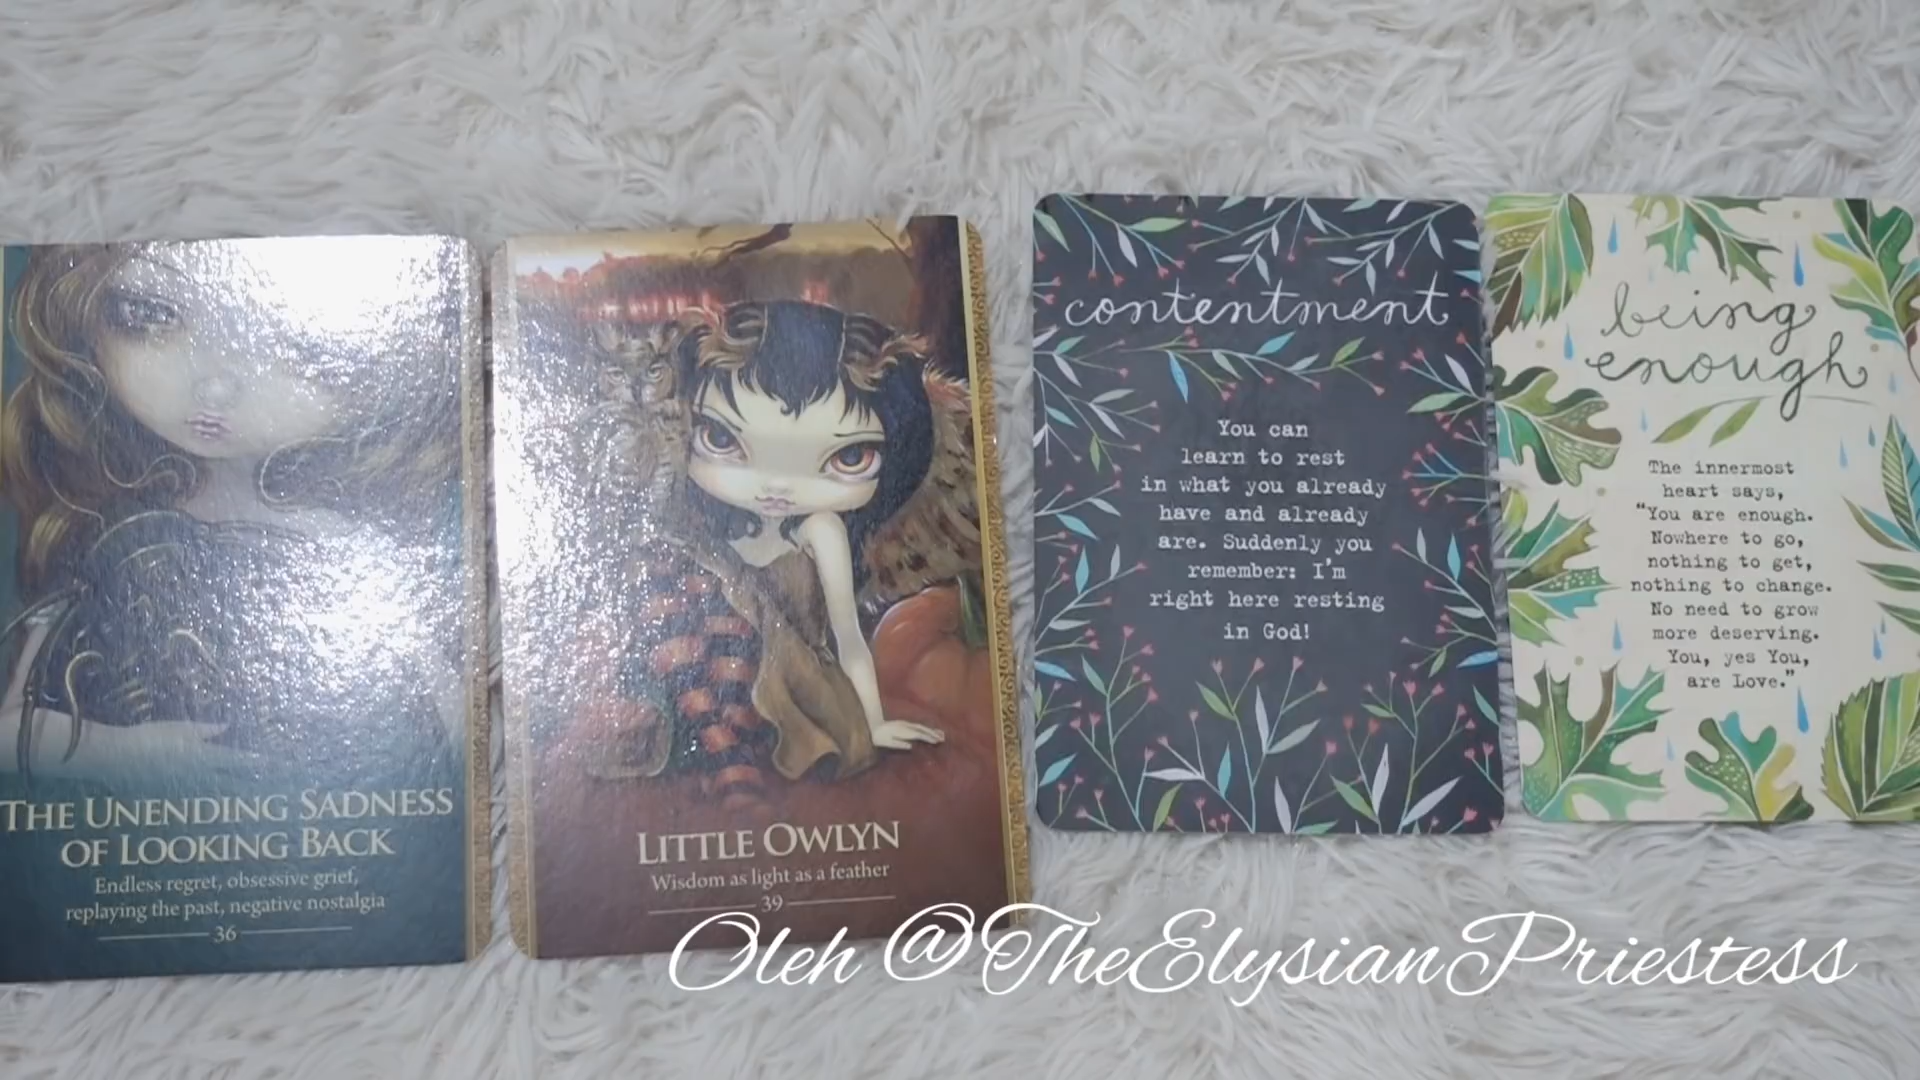 THE UNENDING SADNESS
OF LOOKING BACK
Endless regret, obsessive grief,
replaying the past, negative nostalgia
36
LITTLE OWLYN
Wisdom as light as a feather
39
contentment
You can
learn to rest
in what you already
have and already
are. Suddenly you
remember: I'm
right here resting
in God!
being
enough
The innermost
heart says,
"You are enough.
Nowhere to go,
nothing to get,
nothing to change.
No need to grow
more deserving.
You, yes You,
are Love."
Oleh @TheElysianPriestess